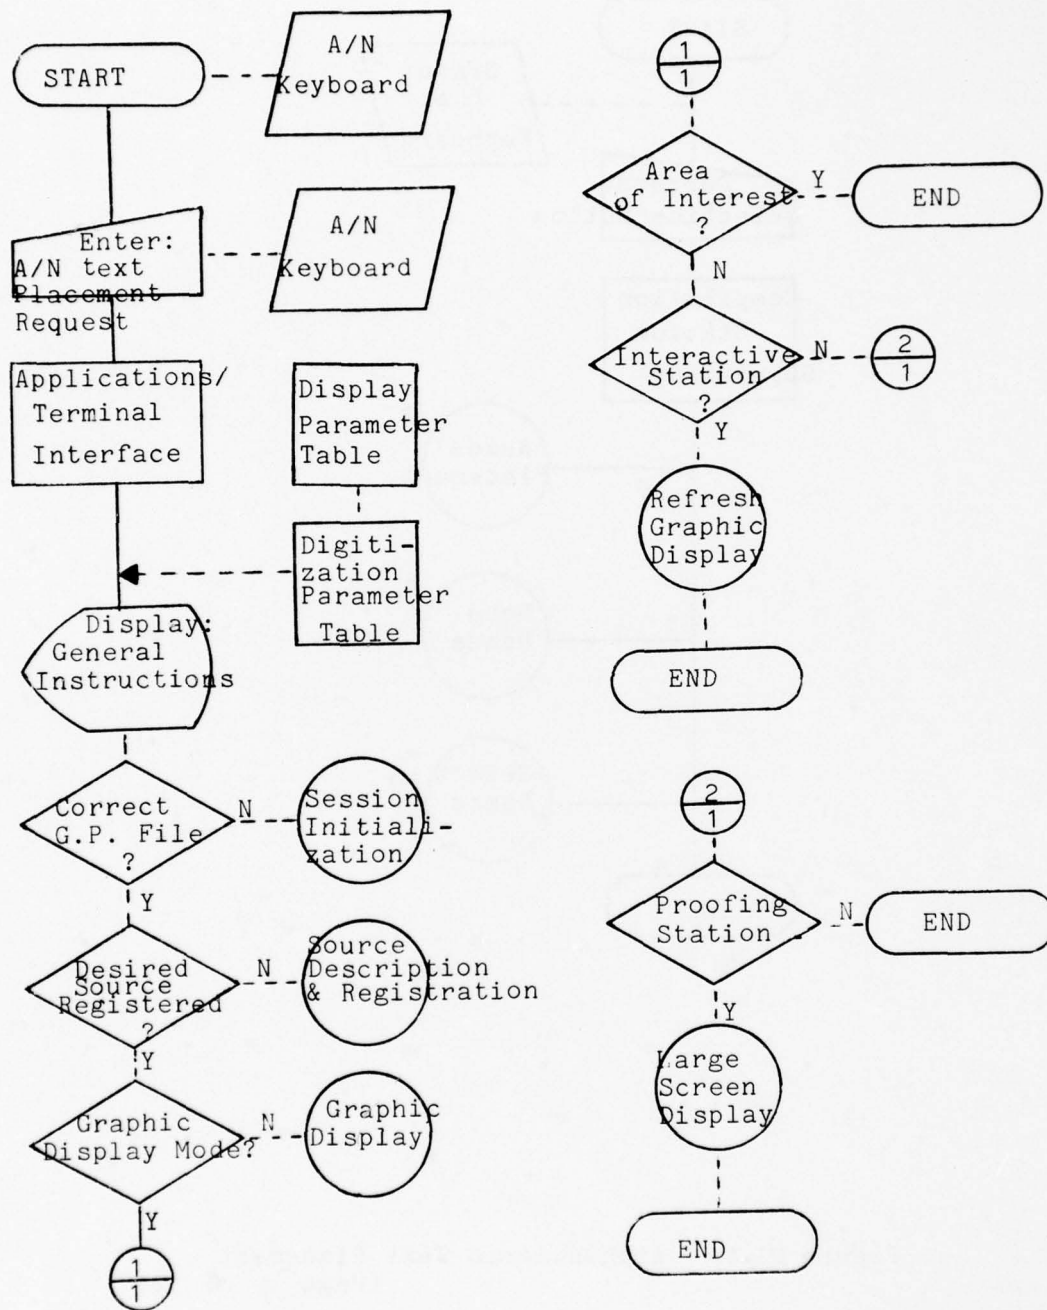 START
A/N
Keyboard
Enter:
A/N text
Placement
Request
A/N
Keyboard
Applications/
Terminal
Interface
Display
Parameter
Table
Digiti-
zation
Parameter
Table
Display:
General
Instructions
Correct
G.P. File
?
N
Session
Initiali-
zation
Y
Desired
Source
Registered
?
N
Source
Description
& Registration
Y
Graphic
Display Mode?
N
Graphic
Display
Y
1
1
1
1
Area
of Interest
?
Y
END
N
Interactive
Station
?
N
2
1
Y
Refresh
Graphic
Display
END
2
1
Proofing
Station
N
END
Y
Large
Screen
Display
END